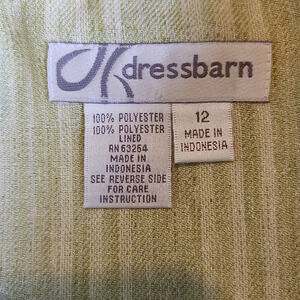 dressbarn
100% POLYESTER
100% POLYESTER
LINED
RN 63264
MADE IN
INDONESIA
SEE REVERSE SIDE
FOR CARE
INSTRUCTION
12
MADE IN
INDONESIA